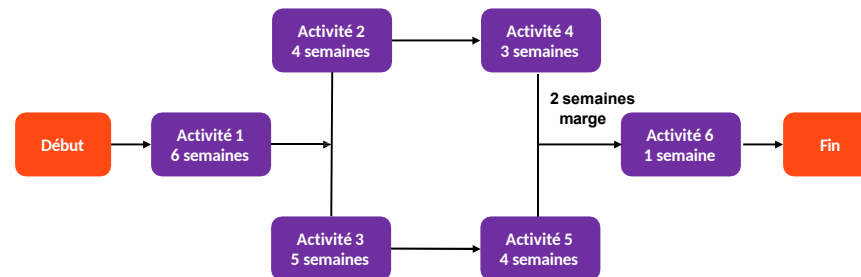 Activité 2
4 semaines
Activité 4
3 semaines
2 semaines
marge
Début
Activité 1
6 semaines
Activité 6
1 semaine
Fin
Activité 3
5 semaines
Activité 5
4 semaines